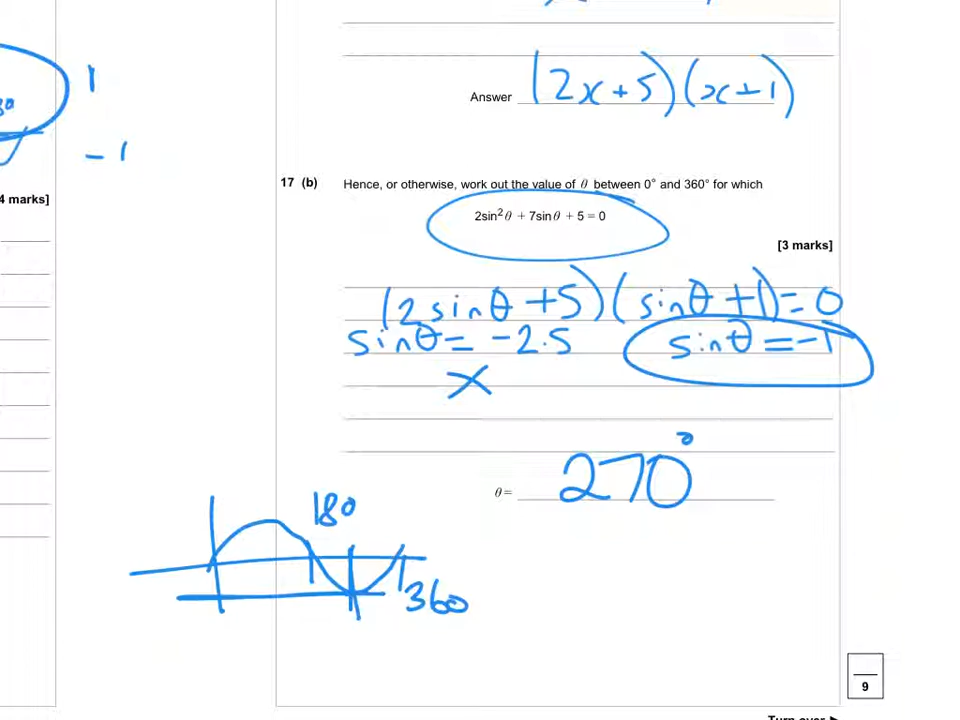 1
-1
4 marks]
Answer (2x+5)(x+1)
17 (b) Hence, or otherwise, work out the value of θ between 0° and 360° for which
2sin²θ + 7sinθ + 5 = 0
[3 marks]
(2sinθ +5)(sinθ +1)=0
sinθ = -2.5 sinθ = -1
x
θ = 270°
180
360
9